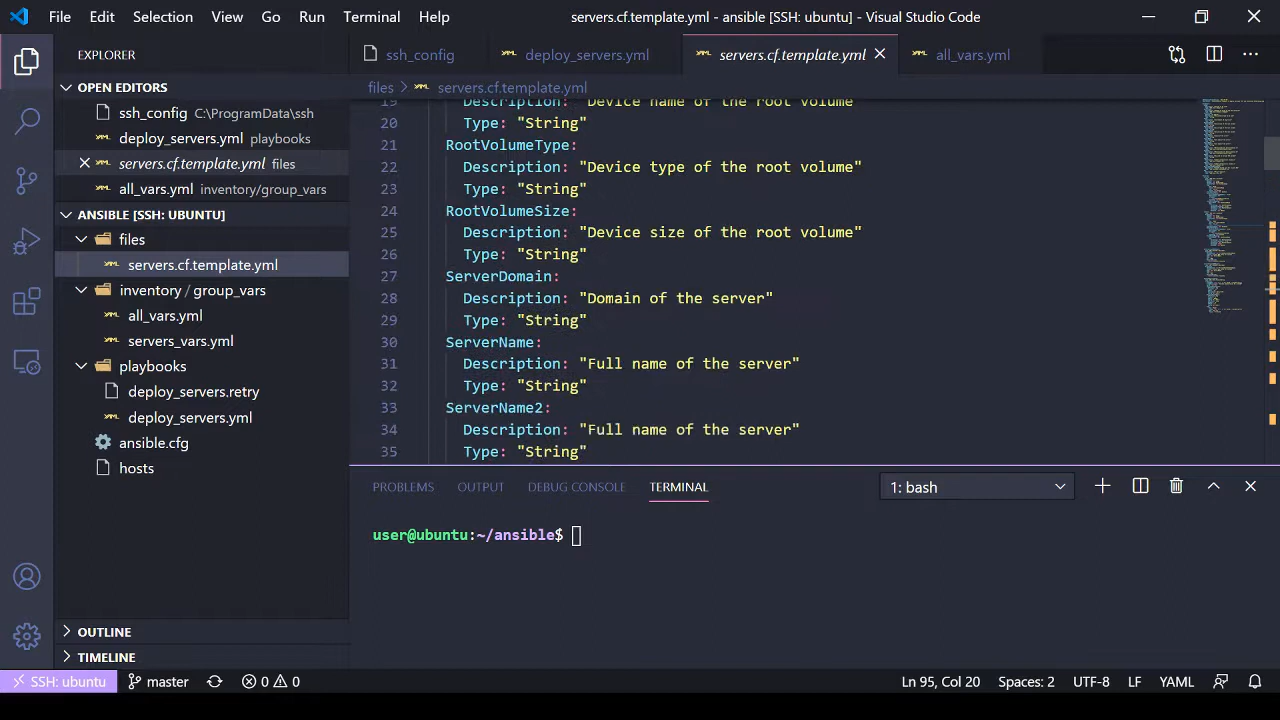 File Edit Selection View Go Run Terminal Help servers.cf.template.yml - ansible [SSH: ubuntu] - Visual Studio Code
EXPLORER
OPEN EDITORS
ssh_config C:\ProgramData\ssh
deploy_servers.yml playbooks
servers.cf.template.yml files
all_vars.yml inventory/group_vars
ANSIBLE [SSH: UBUNTU]
files
servers.cf.template.yml
inventory / group_vars
all_vars.yml
servers_vars.yml
playbooks
deploy_servers.retry
deploy_servers.yml
ansible.cfg
hosts
OUTLINE
TIMELINE
ssh_config deploy_servers.yml servers.cf.template.yml all_vars.yml
files > servers.cf.template.yml
19 Description: "Device name of the root volume"
20 Type: "String"
21 RootVolumeType:
22 Description: "Device type of the root volume"
23 Type: "String"
24 RootVolumeSize:
25 Description: "Device size of the root volume"
26 Type: "String"
27 ServerDomain:
28 Description: "Domain of the server"
29 Type: "String"
30 ServerName:
31 Description: "Full name of the server"
32 Type: "String"
33 ServerName2:
34 Description: "Full name of the server"
35 Type: "String"
PROBLEMS OUTPUT DEBUG CONSOLE TERMINAL 1: bash
user@ubuntu:~/ansible$
SSH: ubuntu master 0 0 Ln 95, Col 20 Spaces: 2 UTF-8 LF YAML